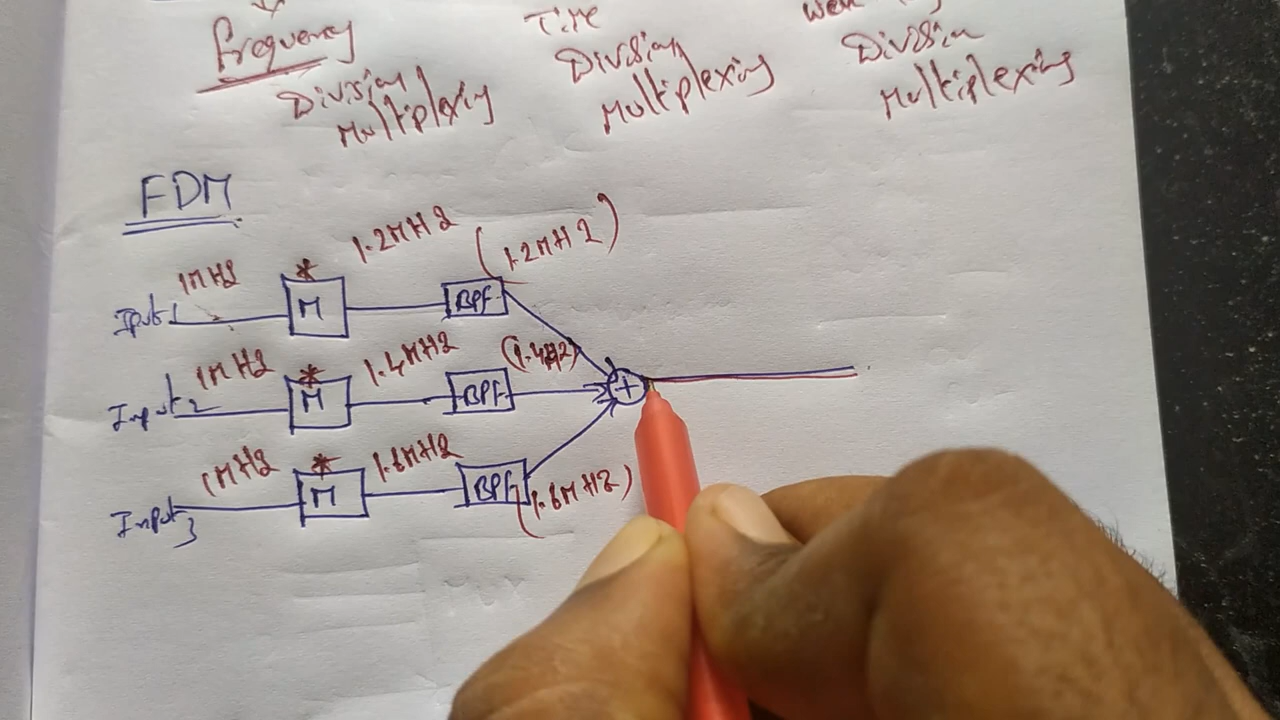 frequency
Division
Multiplexing
Time
Division
Multiplexing
Division
Multiplexing
FDM
1MHz
* 1.2MHz
(1.2MHz)
Input 1
M
BPF
1MHz
* 1.4MHz
(1.4Hz)
Input 2
M
BPF
+
1MHz
* 1.6MHz
Input 3
M
BPF
(1.6MHz)